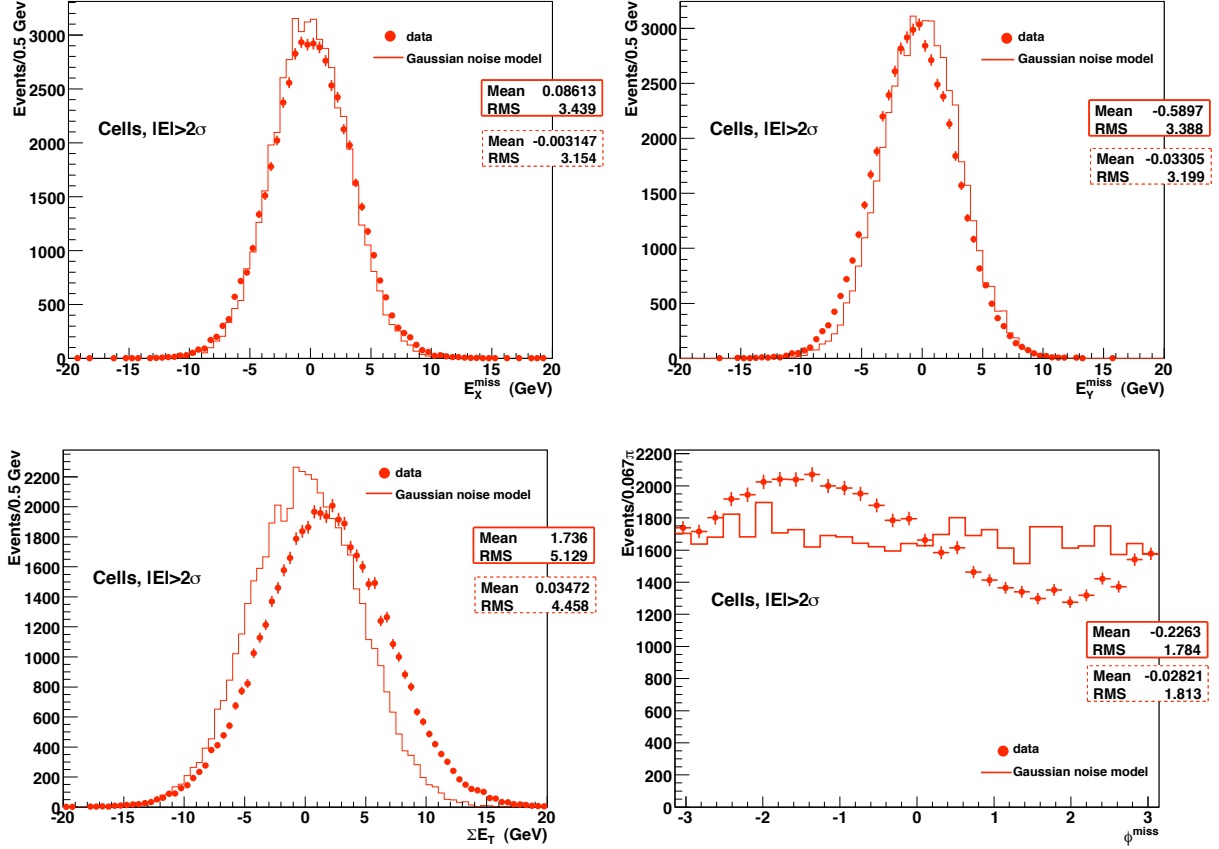 Events/0.5 Gev
3000
2500
2000
1500
1000
500
0
data
Gaussian noise model
Mean 0.08613
RMS 3.439
Cells, |E|>2σ
Mean -0.003147
RMS 3.154
-20 -15 -10 -5 0 5 10 15 20
E_X^miss (GeV)
Events/0.5 Gev
3000
2500
2000
1500
1000
500
0
data
Gaussian noise model
Mean -0.5897
RMS 3.388
Cells, |E|>2σ
Mean -0.03305
RMS 3.199
-20 -15 -10 -5 0 5 10 15 20
E_Y^miss (GeV)
Events/0.5 Gev
2200
2000
1800
1600
1400
1200
1000
800
600
400
200
0
data
Gaussian noise model
Mean 1.736
RMS 5.129
Cells, |E|>2σ
Mean 0.03472
RMS 4.458
-20 -15 -10 -5 0 5 10 15 20
ΣE_T (GeV)
Events/0.067π
2200
2000
1800
1600
1400
1200
1000
800
600
400
200
0
Cells, |E|>2σ
Mean -0.2263
RMS 1.784
Mean -0.02821
RMS 1.813
data
Gaussian noise model
-3 -2 -1 0 1 2 3
ϕ^miss